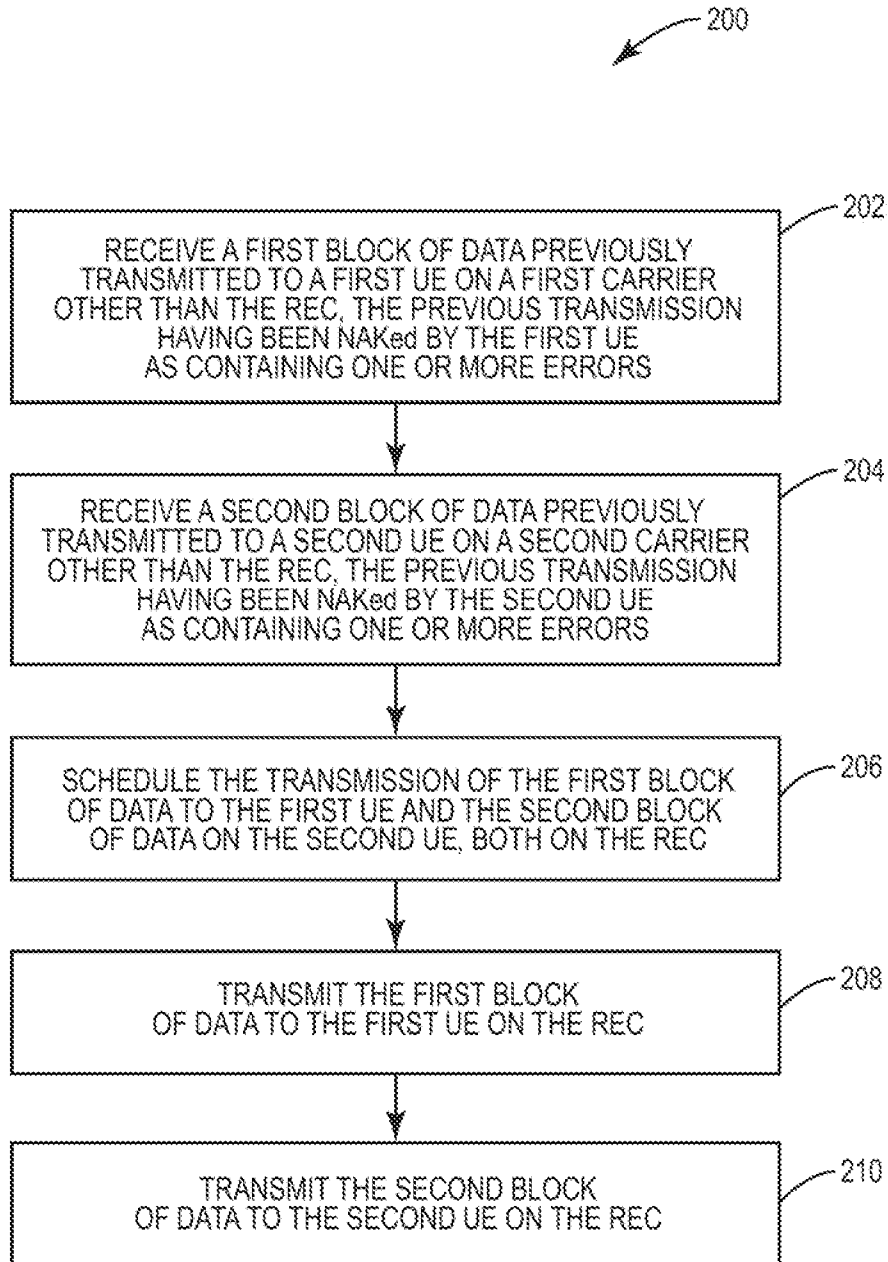 200
202
RECEIVE A FIRST BLOCK OF DATA PREVIOUSLY
TRANSMITTED TO A FIRST UE ON A FIRST CARRIER
OTHER THAN THE REC, THE PREVIOUS TRANSMISSION
HAVING BEEN NAKed BY THE FIRST UE
AS CONTAINING ONE OR MORE ERRORS
204
RECEIVE A SECOND BLOCK OF DATA PREVIOUSLY
TRANSMITTED TO A SECOND UE ON A SECOND CARRIER
OTHER THAN THE REC, THE PREVIOUS TRANSMISSION
HAVING BEEN NAKed BY THE SECOND UE
AS CONTAINING ONE OR MORE ERRORS
206
SCHEDULE THE TRANSMISSION OF THE FIRST BLOCK
OF DATA TO THE FIRST UE AND THE SECOND BLOCK
OF DATA ON THE SECOND UE, BOTH ON THE REC
208
TRANSMIT THE FIRST BLOCK
OF DATA TO THE FIRST UE ON THE REC
210
TRANSMIT THE SECOND BLOCK
OF DATA TO THE SECOND UE ON THE REC